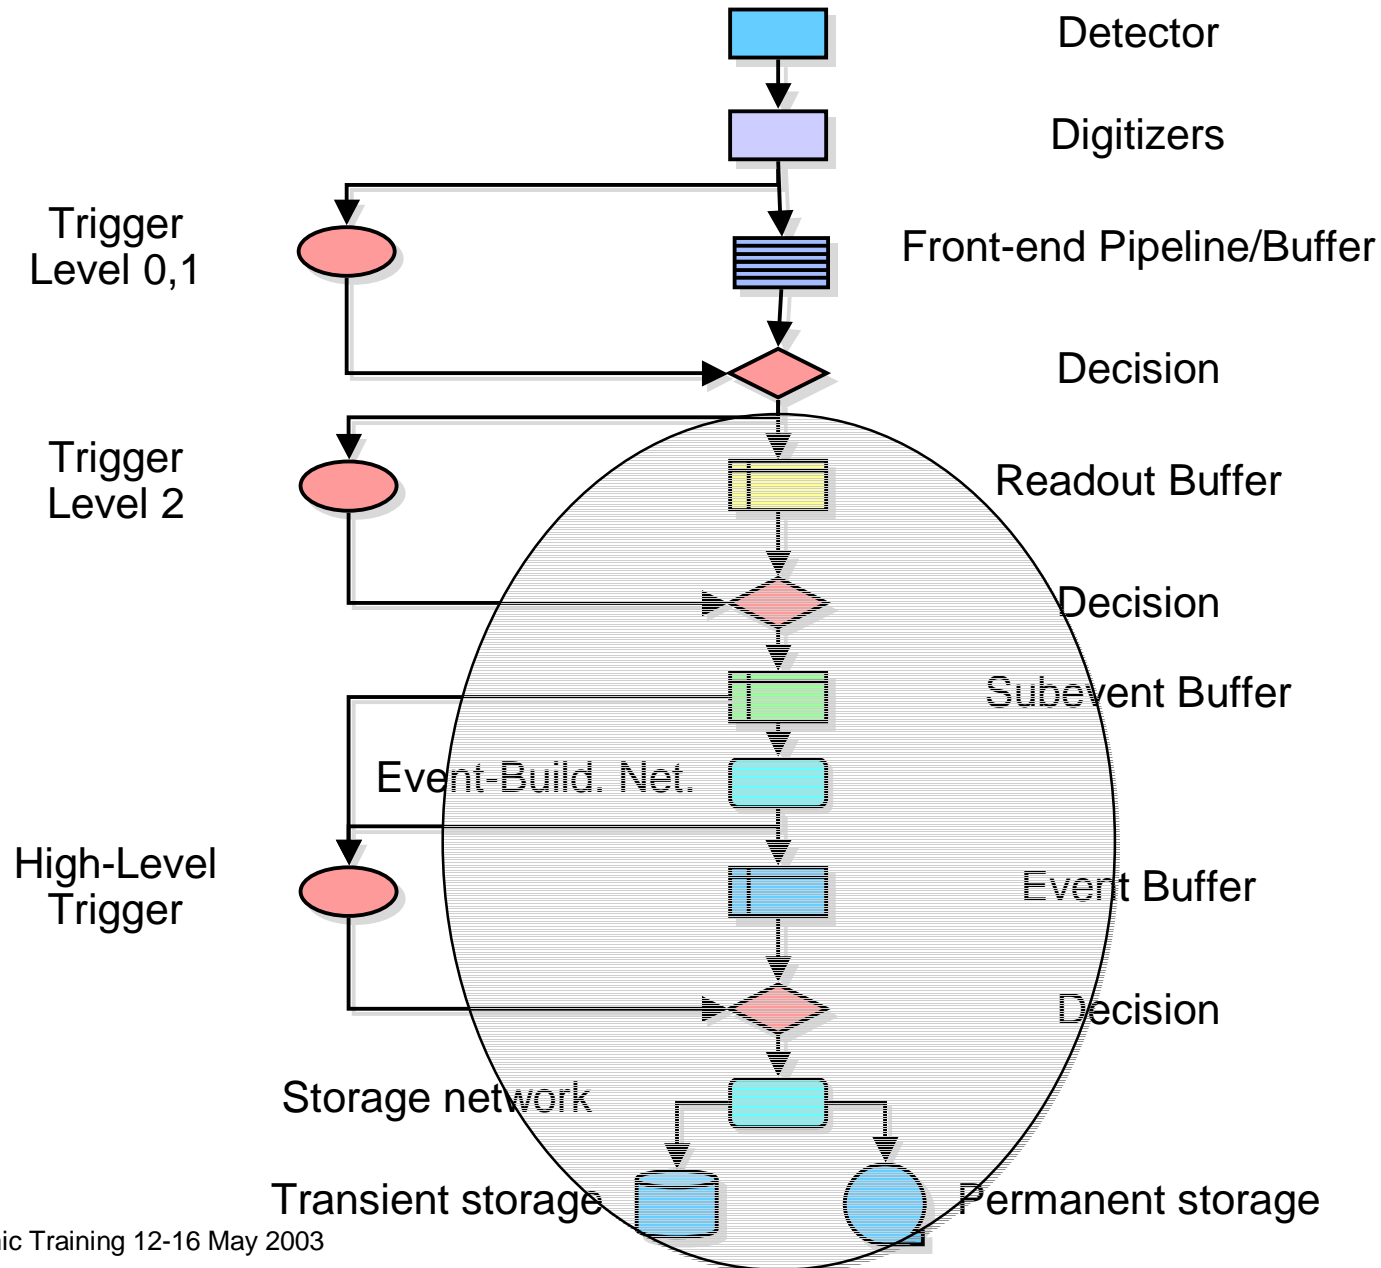 Detector
Digitizers
Trigger
Level 0,1
Front-end Pipeline/Buffer
Decision
Trigger
Level 2
Readout Buffer
Decision
Subevent Buffer
Event-Build. Net.
High-Level
Trigger
Event Buffer
Decision
Storage network
Transient storage
Permanent storage
ic Training 12-16 May 2003